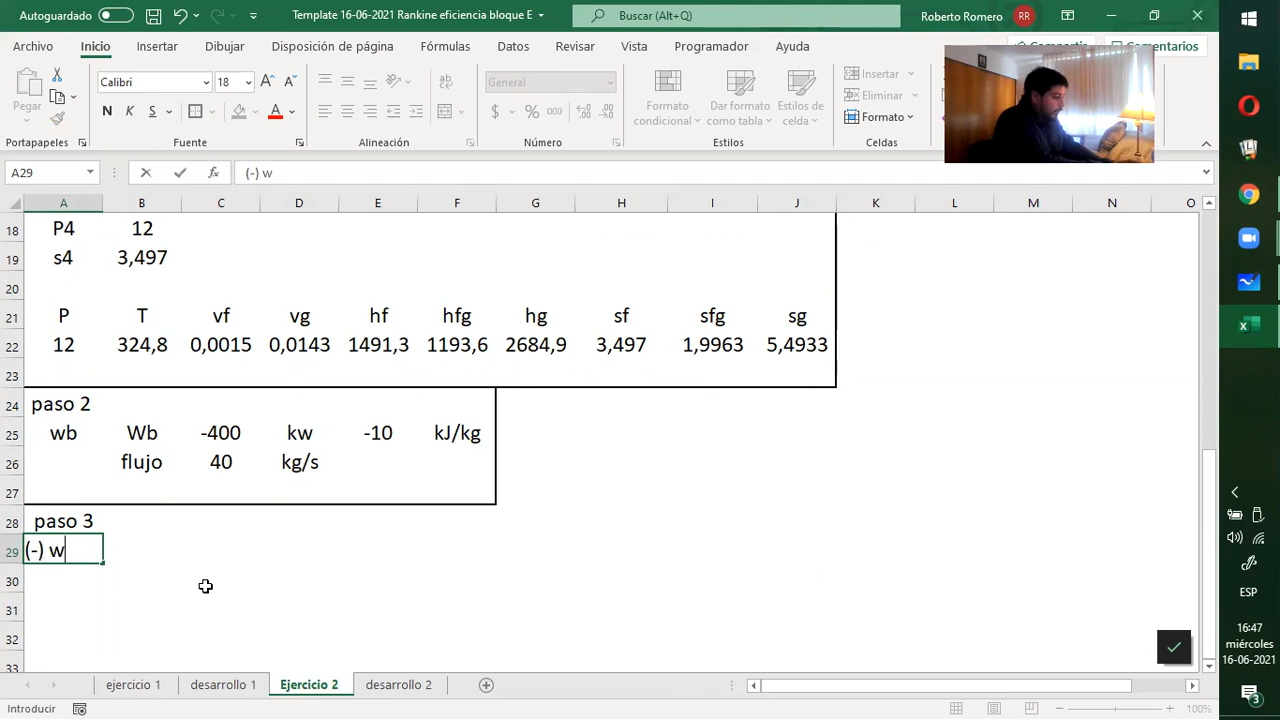 Autoguardado
Template 16-06-2021 Rankine eficiencia bloque E
Buscar (Alt+Q)
Roberto Romero
RR
Archivo Inicio Insertar Dibujar Disposición de página Fórmulas Datos Revisar Vista Programador Ayuda Compartir Comentarios
Pegar
Calibri 18
N K S
General
Formato condicional
Dar formato como tabla
Estilos de celda
Insertar
Eliminar
Formato
Portapapeles Fuente Alineación Número Estilos Celdas
A29 fx (-) w
A B C D E F G H I J K L M N O
18 P4 12
19 s4 3,497
20
21 P T vf vg hf hfg hg sf sfg sg
22 12 324,8 0,0015 0,0143 1491,3 1193,6 2684,9 3,497 1,9963 5,4933
23
24 paso 2
25 wb Wb -400 kw -10 kJ/kg
26 flujo 40 kg/s
27
28 paso 3
29 (-) w
30
31
32
33
ejercicio 1 desarrollo 1 Ejercicio 2 desarrollo 2
Introducir
100%
ESP
16:47
miércoles
16-06-2021
3